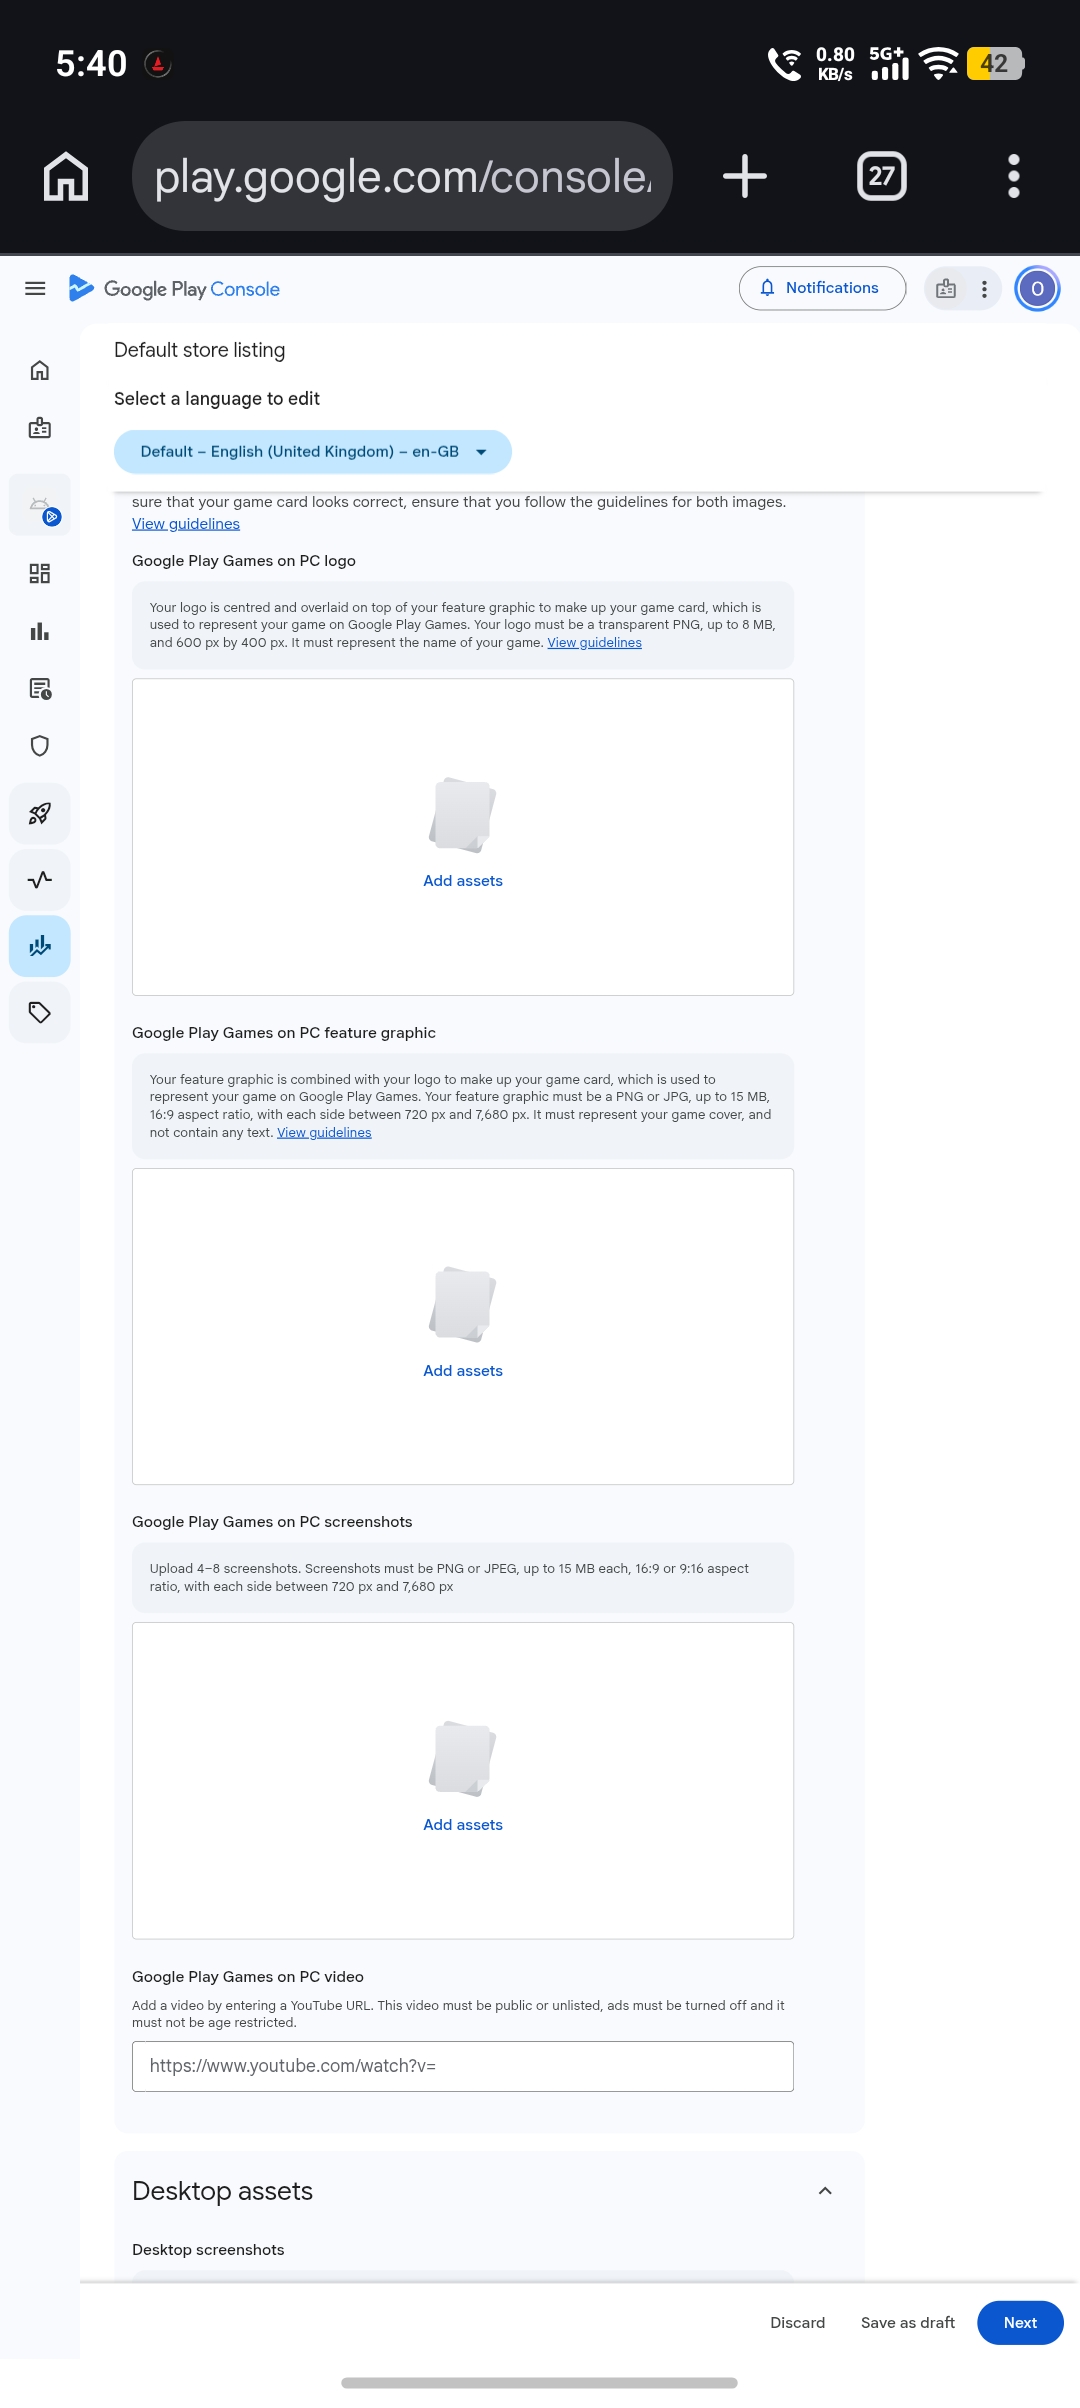 5:40
0.80
KB/s
5G+
42
play.google.com/console/
27
Google Play Console
Notifications
O
Default store listing
Select a language to edit
Default – English (United Kingdom) – en-GB
sure that your game card looks correct, ensure that you follow the guidelines for both images.
View guidelines
Google Play Games on PC logo
Your logo is centred and overlaid on top of your feature graphic to make up your game card, which is
used to represent your game on Google Play Games. Your logo must be a transparent PNG, up to 8 MB,
and 600 px by 400 px. It must represent the name of your game. View guidelines
Add assets
Google Play Games on PC feature graphic
Your feature graphic is combined with your logo to make up your game card, which is used to
represent your game on Google Play Games. Your feature graphic must be a PNG or JPG, up to 15 MB,
16:9 aspect ratio, with each side between 720 px and 7,680 px. It must represent your game cover, and
not contain any text. View guidelines
Add assets
Google Play Games on PC screenshots
Upload 4–8 screenshots. Screenshots must be PNG or JPEG, up to 15 MB each, 16:9 or 9:16 aspect
ratio, with each side between 720 px and 7,680 px
Add assets
Google Play Games on PC video
Add a video by entering a YouTube URL. This video must be public or unlisted, ads must be turned off and it
must not be age restricted.
https://www.youtube.com/watch?v=
Desktop assets
Desktop screenshots
Discard
Save as draft
Next